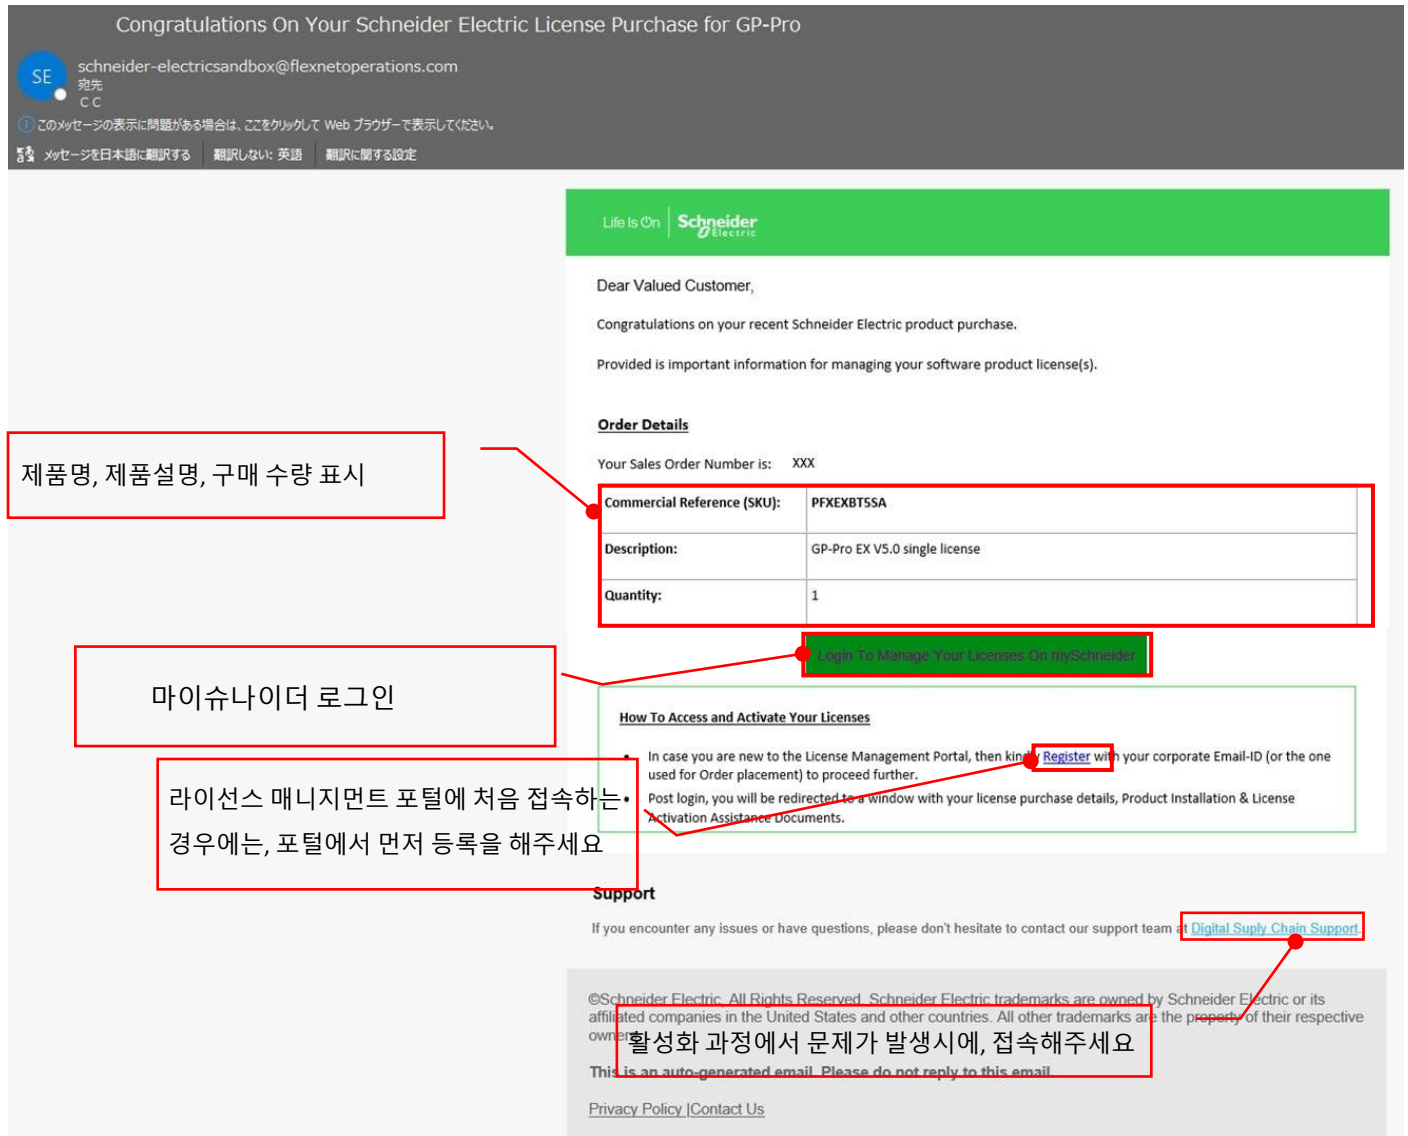 Congratulations On Your Schneider Electric License Purchase for GP-Pro
SE
schneider-electricsandbox@flexnetoperations.com
宛先
C C
このメッセージの表示に問題がある場合は、ここをクリックして Web ブラウザーで表示してください。
メッセージを日本語に翻訳する 翻訳しない: 英語 翻訳に関する設定
Life Is On Schneider Electric
Dear Valued Customer,
Congratulations on your recent Schneider Electric product purchase.
Provided is important information for managing your software product license(s).
Order Details
제품명, 제품설명, 구매 수량 표시
Your Sales Order Number is: XXX
Commercial Reference (SKU): PFXEXBT5SA
Description: GP-Pro EX V5.0 single license
Quantity: 1
Login To Manage Your Licenses On mySchneider
마이슈나이더 로그인
How To Access and Activate Your Licenses
• In case you are new to the License Management Portal, then kindly Register with your corporate Email-ID (or the one
used for Order placement) to proceed further.
• Post login, you will be redirected to a window with your license purchase details, Product Installation & License
Activation Assistance Documents.
라이선스 매니지먼트 포털에 처음 접속하는
경우에는, 포털에서 먼저 등록을 해주세요
Support
If you encounter any issues or have questions, please don't hesitate to contact our support team at Digital Suply Chain Support.
©Schneider Electric, All Rights Reserved. Schneider Electric trademarks are owned by Schneider Electric or its
affiliated companies in the United States and other countries. All other trademarks are the property of their respective
owners
활성화 과정에서 문제가 발생시에, 접속해주세요
This is an auto-generated email. Please do not reply to this email.
Privacy Policy |Contact Us